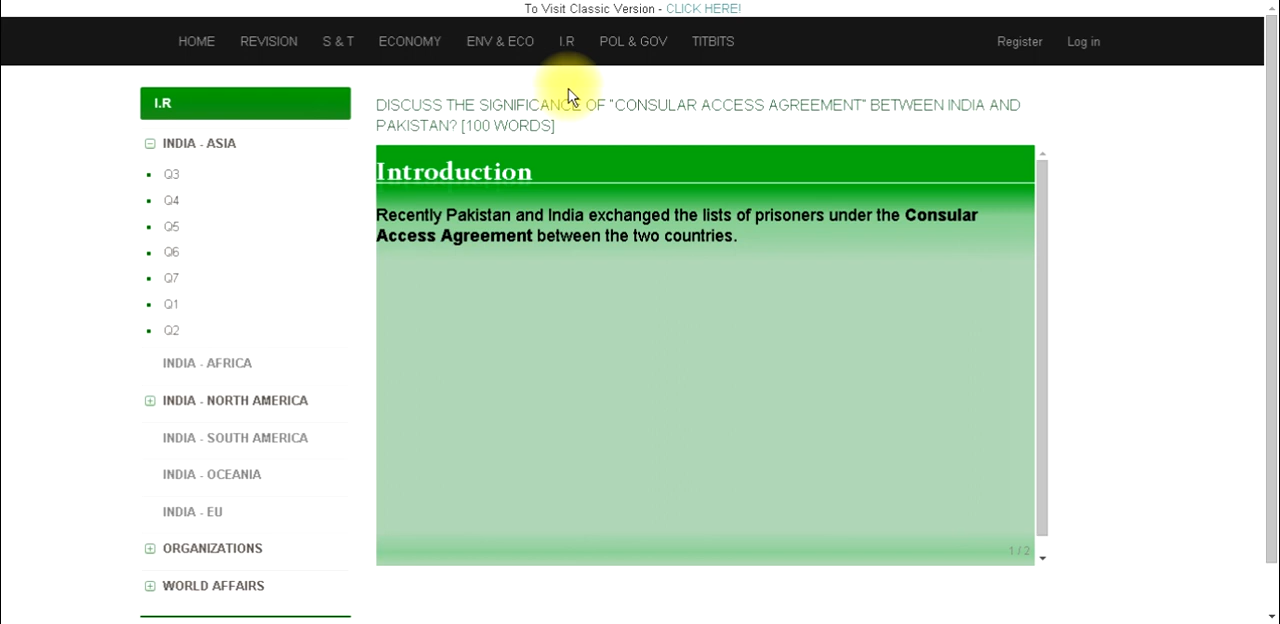 To Visit Classic Version - CLICK HERE!
HOME REVISION S & T ECONOMY ENV & ECO I.R POL & GOV TITBITS Register Log in
I.R
INDIA - ASIA
Q3
Q4
Q5
Q6
Q7
Q1
Q2
INDIA - AFRICA
INDIA - NORTH AMERICA
INDIA - SOUTH AMERICA
INDIA - OCEANIA
INDIA - EU
ORGANIZATIONS
WORLD AFFAIRS
DISCUSS THE SIGNIFICANCE OF "CONSULAR ACCESS AGREEMENT" BETWEEN INDIA AND
PAKISTAN? [100 WORDS]
Introduction
Recently Pakistan and India exchanged the lists of prisoners under the Consular
Access Agreement between the two countries.
1 / 2